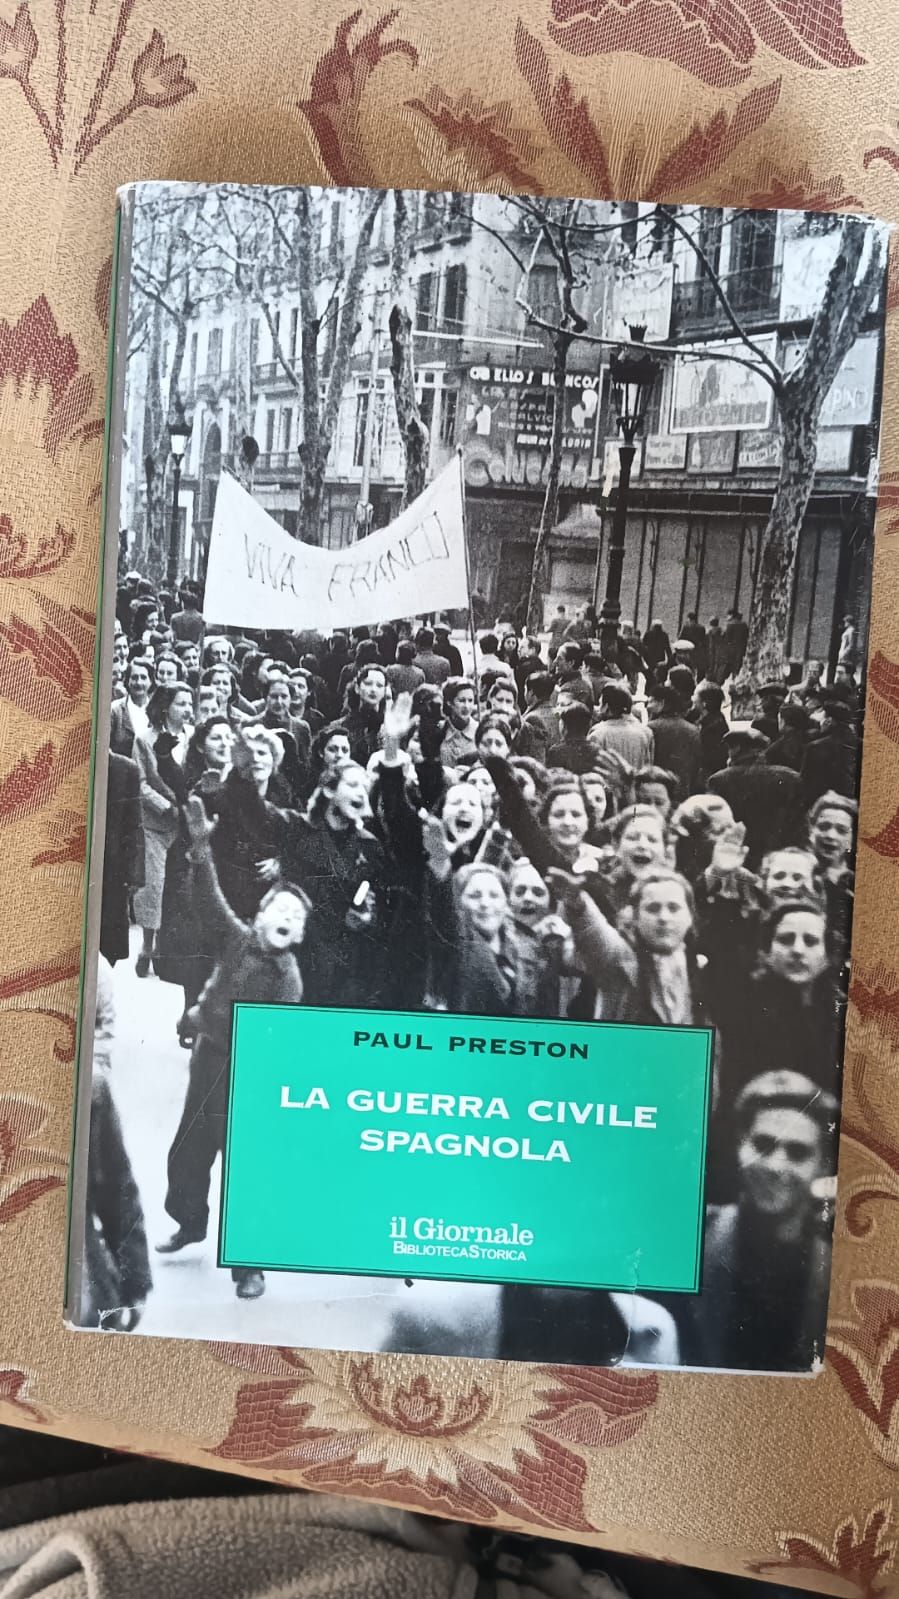 VIVA FRANCO
PAUL PRESTON
LA GUERRA CIVILE
SPAGNOLA
il Giornale
BIBLIOTECASTORICA